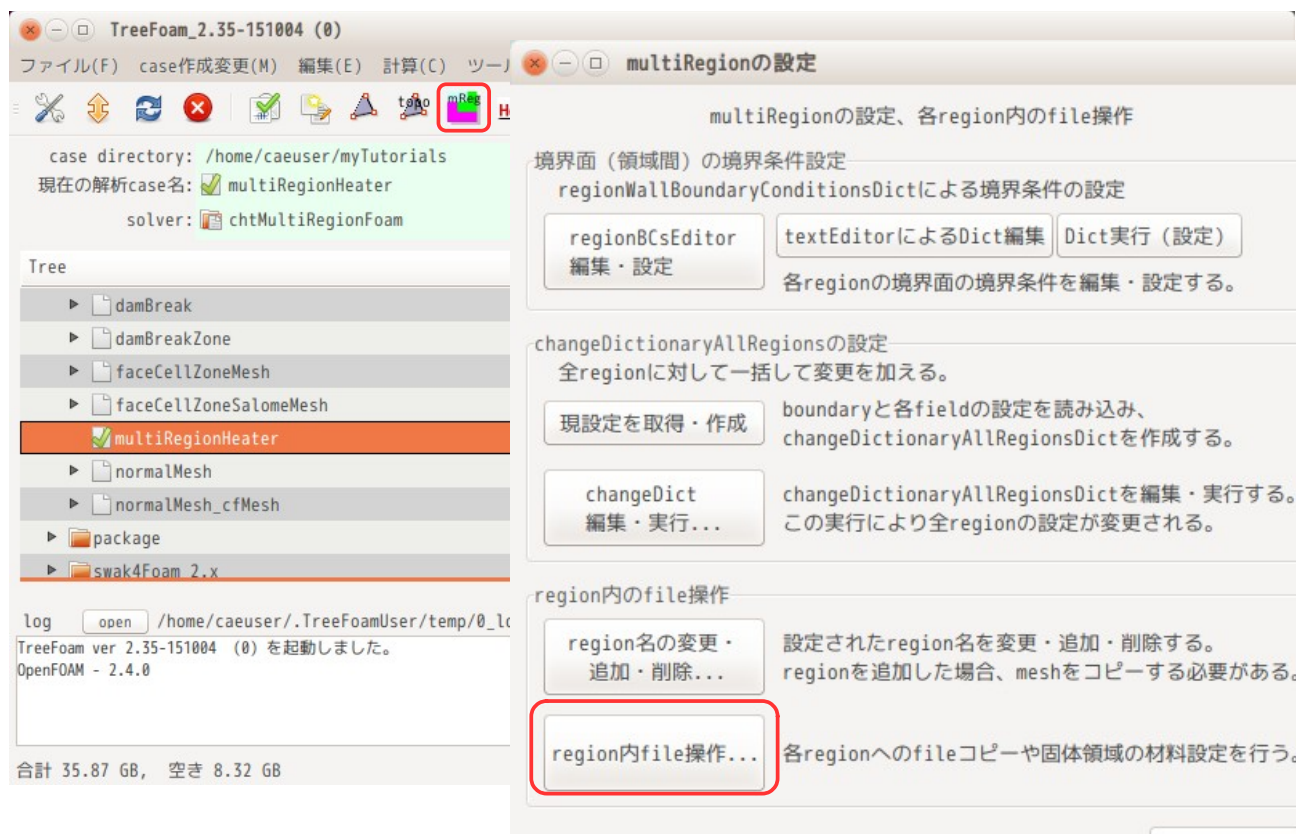 TreeFoam_2.35-151004 (0)
ファイル(F) case作成変更(M) 編集(E) 計算(C) ツー
topo
mReg
case directory: /home/caeuser/myTutorials
現在の解析case名: multiRegionHeater
solver: chtMultiRegionFoam
Tree
damBreak
damBreakZone
faceCellZoneMesh
faceCellZoneSalomeMesh
multiRegionHeater
normalMesh
normalMesh_cfMesh
package
swak4Foam_2.x
log open /home/caeuser/.TreeFoamUser/temp/0_lo
TreeFoam ver 2.35-151004 (0) を起動しました。
OpenFOAM - 2.4.0
合計 35.87 GB, 空き 8.32 GB
multiRegionの設定
multiRegionの設定、各region内のfile操作
境界面（領域間）の境界条件設定
regionWallBoundaryConditionsDictによる境界条件の設定
regionBCsEditor
編集・設定
textEditorによるDict編集
Dict実行（設定）
各regionの境界面の境界条件を編集・設定する。
changeDictionaryAllRegionsの設定
全regionに対して一括して変更を加える。
現設定を取得・作成
boundaryと各fieldの設定を読み込み、
changeDictionaryAllRegionsDictを作成する。
changeDict
編集・実行...
changeDictionaryAllRegionsDictを編集・実行する。
この実行により全regionの設定が変更される。
region内のfile操作
region名の変更・
追加・削除...
設定されたregion名を変更・追加・削除する。
regionを追加した場合、meshをコピーする必要がある。
region内file操作...
各regionへのfileコピーや固体領域の材料設定を行う。